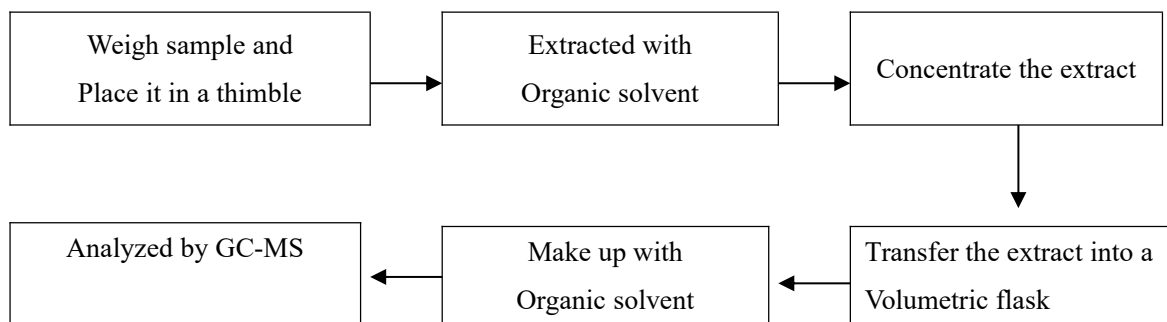 Weigh sample and
Place it in a thimble
Extracted with
Organic solvent
Concentrate the extract
Transfer the extract into a
Volumetric flask
Make up with
Organic solvent
Analyzed by GC-MS